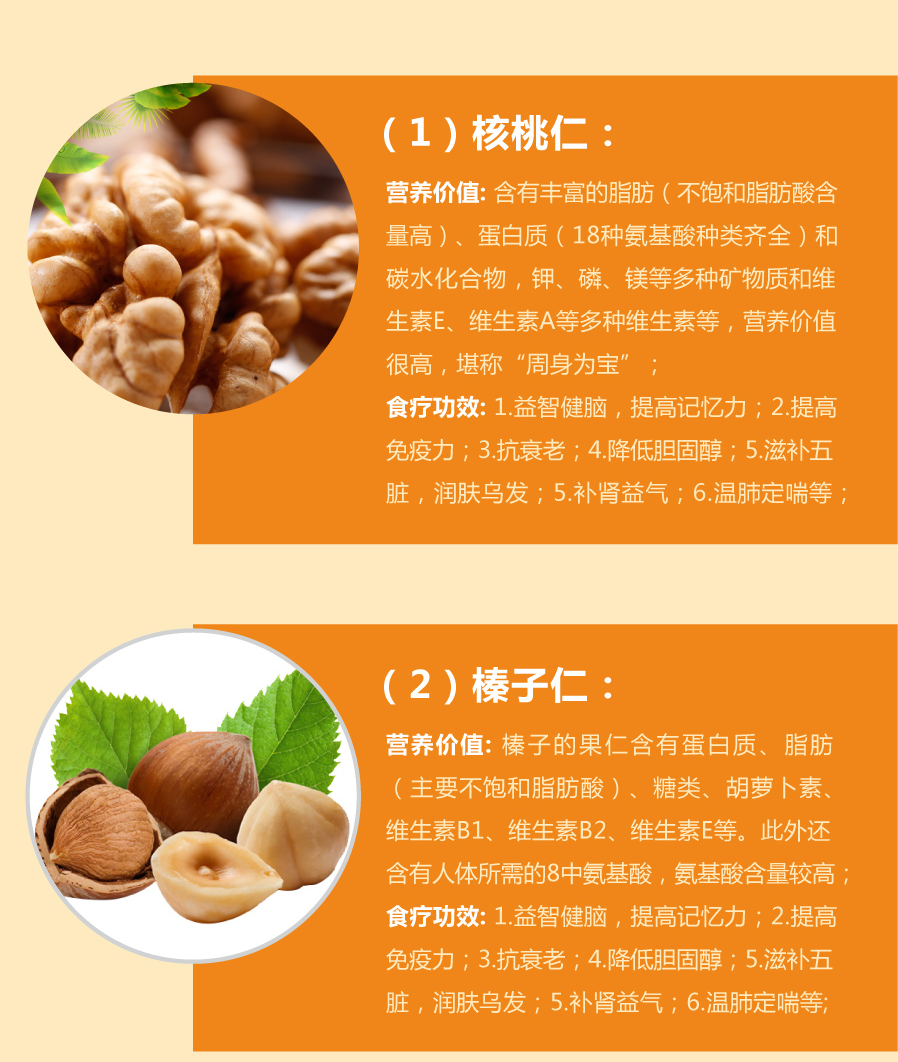 （1）核桃仁：
营养价值: 含有丰富的脂肪（不饱和脂肪酸含
量高）、蛋白质（18种氨基酸种类齐全）和
碳水化合物，钾、磷、镁等多种矿物质和维
生素E、维生素A等多种维生素等，营养价值
很高，堪称“周身为宝”；
食疗功效: 1.益智健脑，提高记忆力；2.提高
免疫力；3.抗衰老；4.降低胆固醇；5.滋补五
脏，润肤乌发；5.补肾益气；6.温肺定喘等；
（2）榛子仁：
营养价值: 榛子的果仁含有蛋白质、脂肪
（主要不饱和脂肪酸）、糖类、胡萝卜素、
维生素B1、维生素B2、维生素E等。此外还
含有人体所需的8中氨基酸，氨基酸含量较高；
食疗功效: 1.益智健脑，提高记忆力；2.提高
免疫力；3.抗衰老；4.降低胆固醇；5.滋补五
脏，润肤乌发；5.补肾益气；6.温肺定喘等;